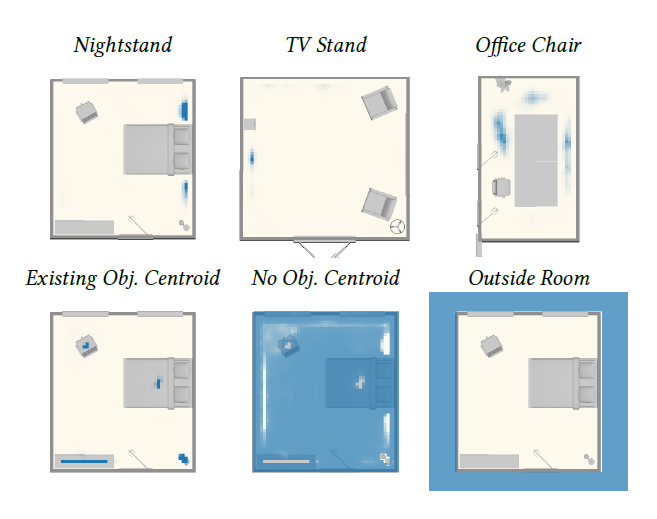 Nightstand TV Stand Office Chair
Existing Obj. Centroid No Obj. Centroid Outside Room